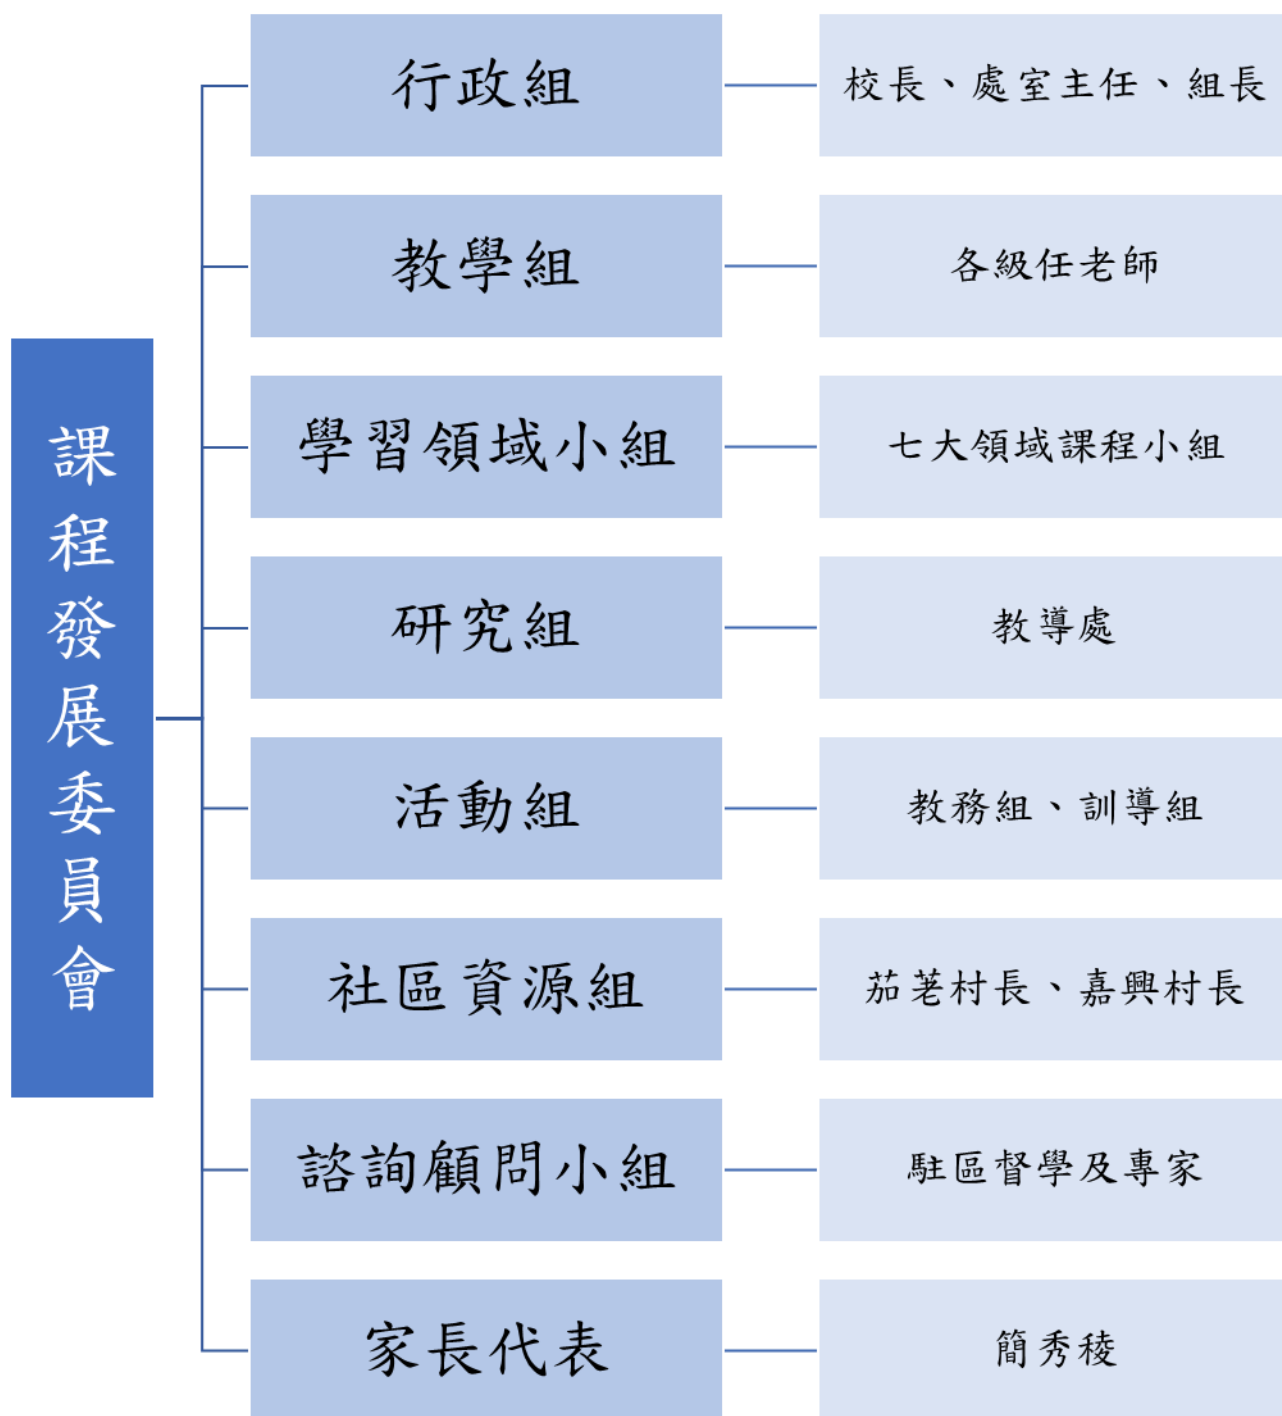 課程發展委員會
行政組
校長、處室主任、組長
教學組
各級任老師
學習領域小組
七大領域課程小組
研究組
教導處
活動組
教務組、訓導組
社區資源組
茄荖村長、嘉興村長
諮詢顧問小組
駐區督學及專家
家長代表
簡秀稜